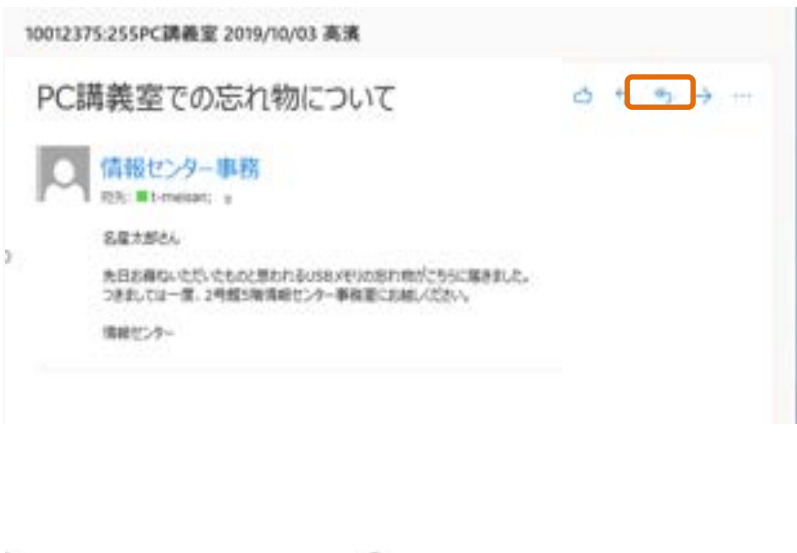 10012375:255PC講義室 2019/10/03 高濱
PC講義室での忘れ物について
情報センター事務
宛先: t-meisan;
名産太郎さん
先日お尋ねいただいたものと思われるUSBメモリの忘れ物がこちらに届きました。
つきましては一度、2号館5階情報センター事務室にお越しください。
情報センター